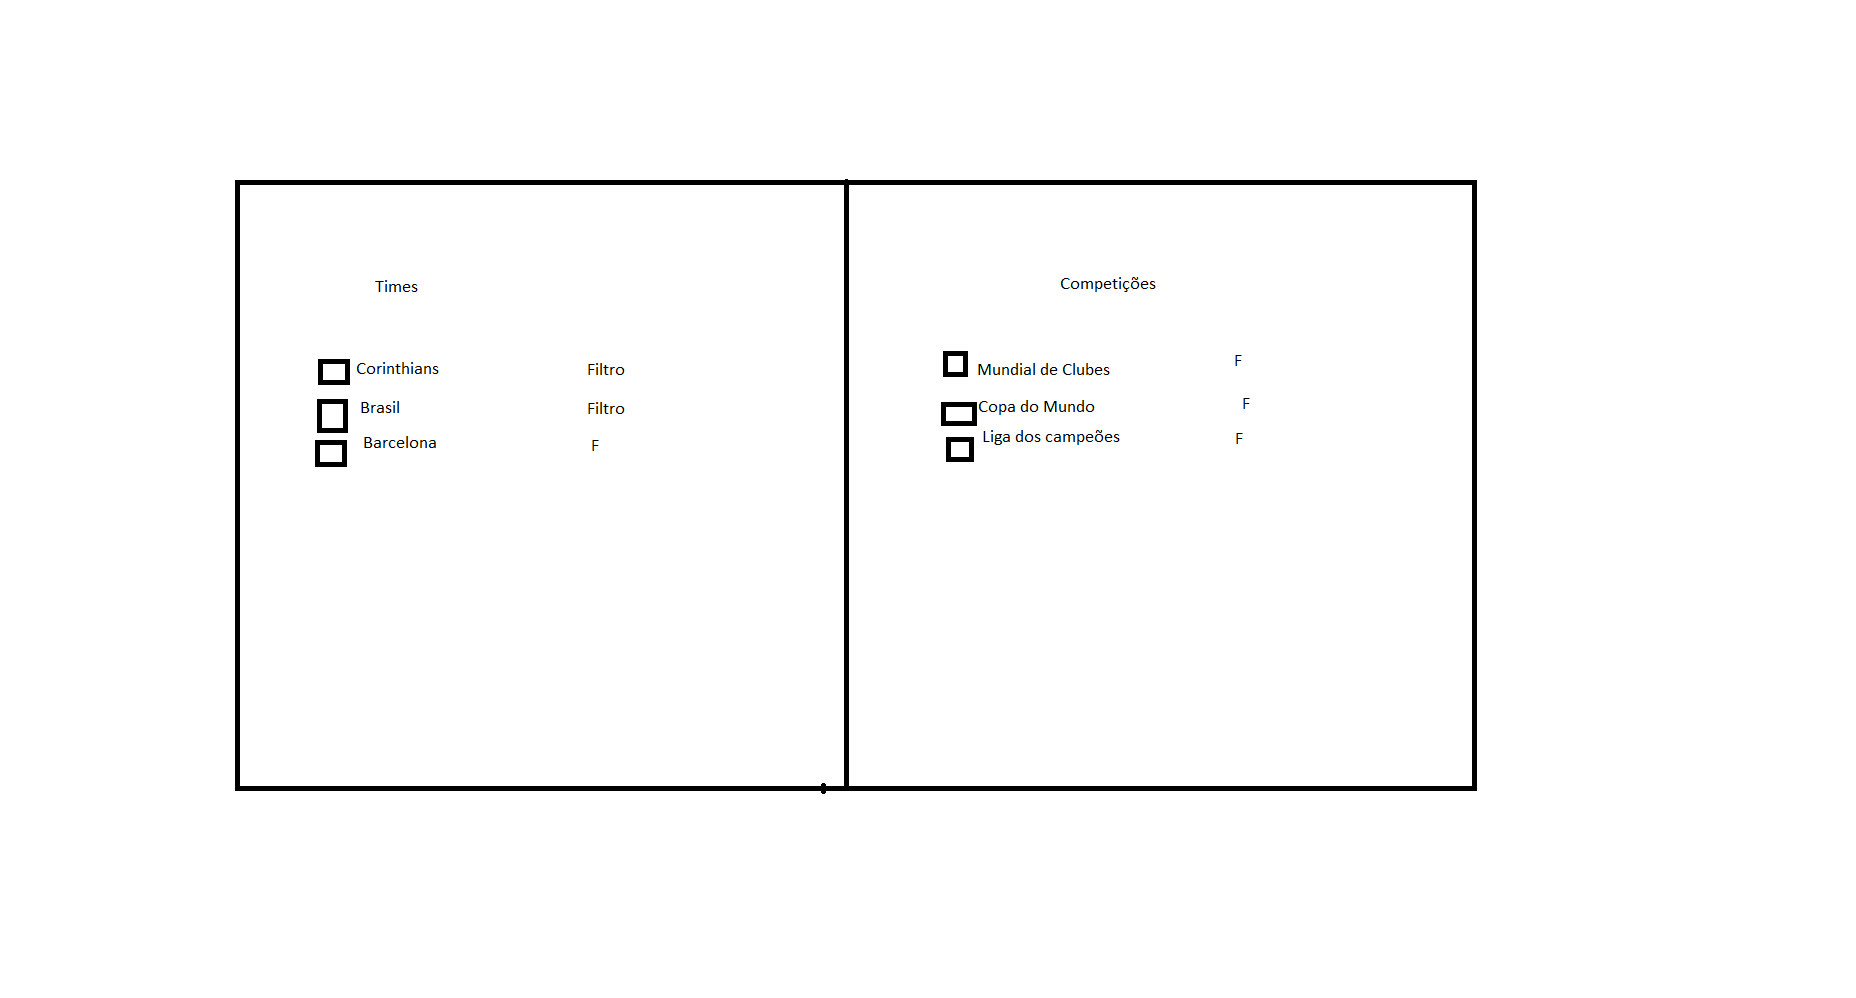 Times
Corinthians Filtro
Brasil Filtro
Barcelona F
Competições
Mundial de Clubes F
Copa do Mundo F
Liga dos campeões F